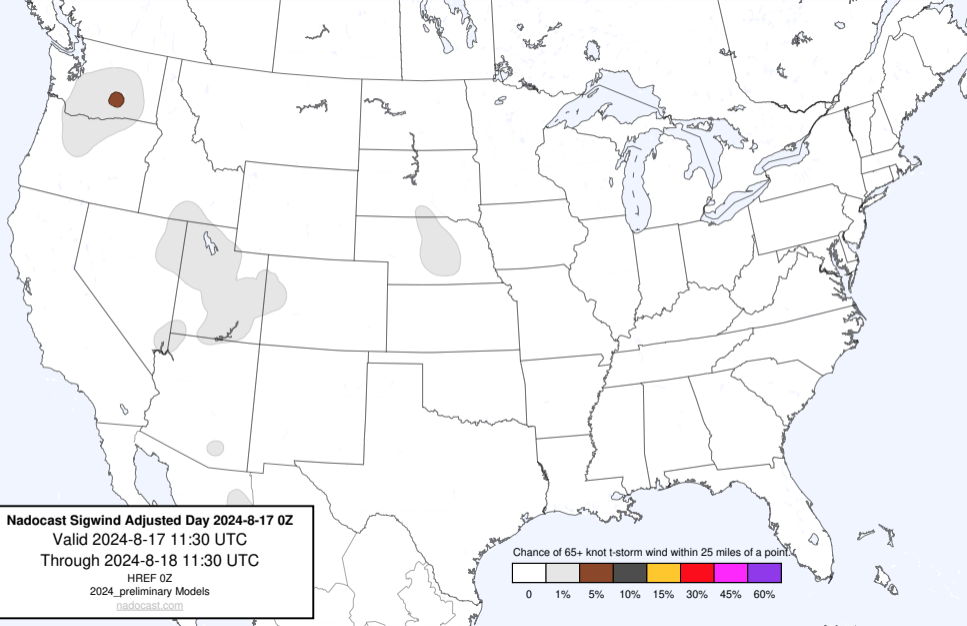 Nadocast Sigwind Adjusted Day 2024-8-17 0Z
Valid 2024-8-17 11:30 UTC
Through 2024-8-18 11:30 UTC
HREF 0Z
2024_preliminary Models
nadocast.com
Chance of 65+ knot t-storm wind within 25 miles of a point.
0 1% 5% 10% 15% 30% 45% 60%